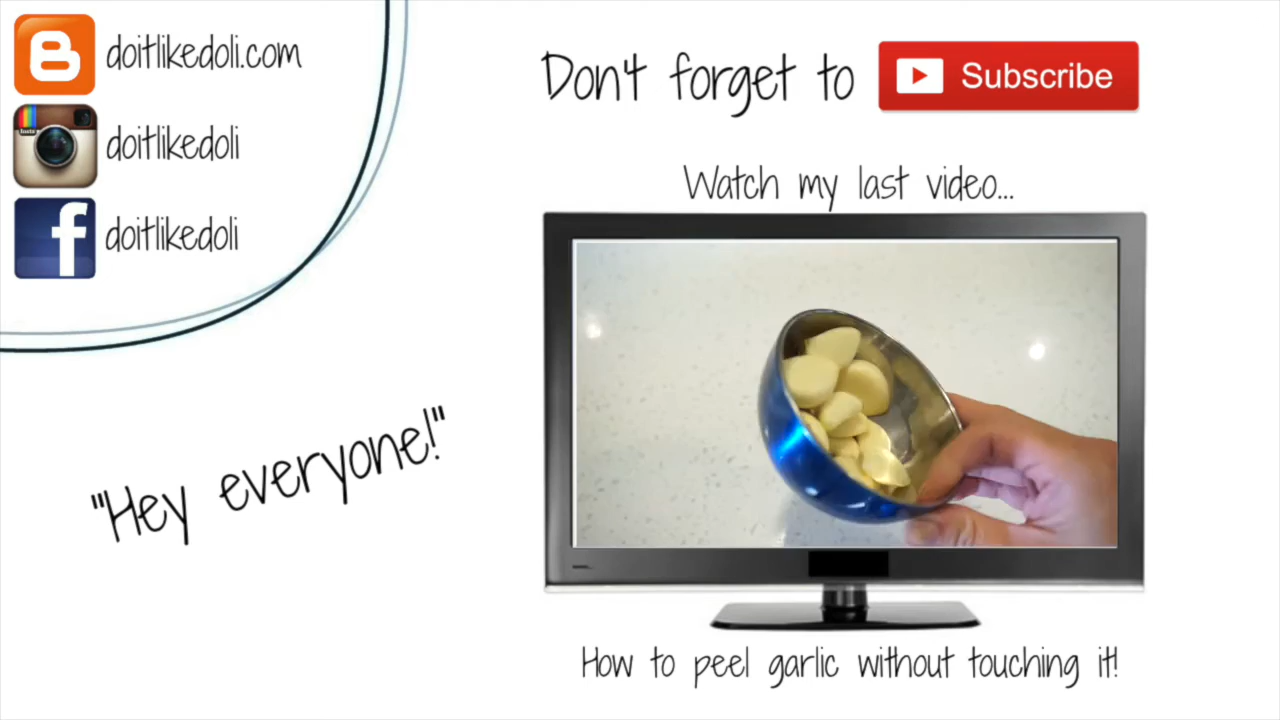 doitlikedoli.com
doitlikedoli
doitlikedoli
Don't forget to Subscribe
Watch my last video...
"Hey everyone!"
How to peel garlic without touching it!